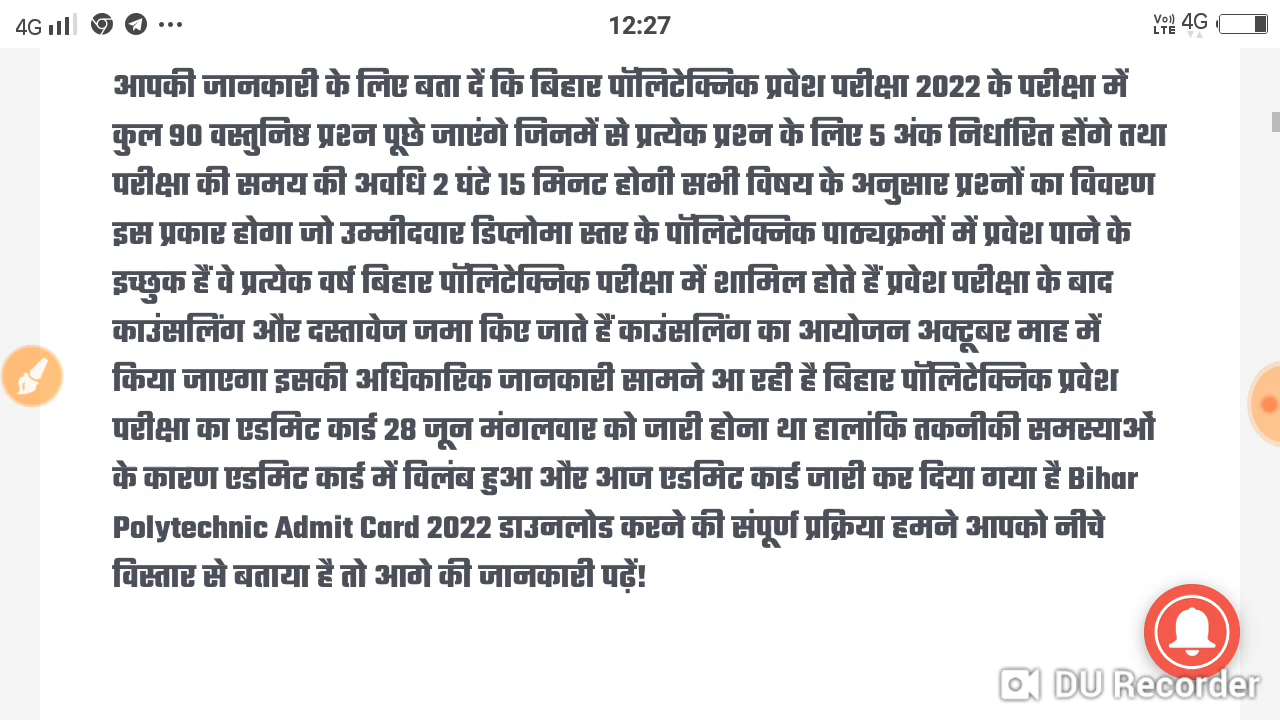 4G 12:27 Vo)) LTE 4G
आपकी जानकारी के लिए बता दें कि बिहार पॉलिटेक्निक प्रवेश परीक्षा 2022 के परीक्षा में
कुल 90 वस्तुनिष्ठ प्रश्न पूछे जाएंगे जिनमें से प्रत्येक प्रश्न के लिए 5 अंक निर्धारित होंगे तथा
परीक्षा की समय की अवधि 2 घंटे 15 मिनट होगी सभी विषय के अनुसार प्रश्नों का विवरण
इस प्रकार होगा जो उम्मीदवार डिप्लोमा स्तर के पॉलिटेक्निक पाठ्यक्रमों में प्रवेश पाने के
इच्छुक हैं वे प्रत्येक वर्ष बिहार पॉलिटेक्निक परीक्षा में शामिल होते हैं प्रवेश परीक्षा के बाद
काउंसलिंग और दस्तावेज जमा किए जाते हैं काउंसलिंग का आयोजन अक्टूबर माह में
किया जाएगा इसकी अधिकारिक जानकारी सामने आ रही है बिहार पॉलिटेक्निक प्रवेश
परीक्षा का एडमिट कार्ड 28 जून मंगलवार को जारी होना था हालांकि तकनीकी समस्याओं
के कारण एडमिट कार्ड में विलंब हुआ और आज एडमिट कार्ड जारी कर दिया गया है Bihar
Polytechnic Admit Card 2022 डाउनलोड करने की संपूर्ण प्रक्रिया हमने आपको नीचे
विस्तार से बताया है तो आगे की जानकारी पढ़ें!
DU Recorder